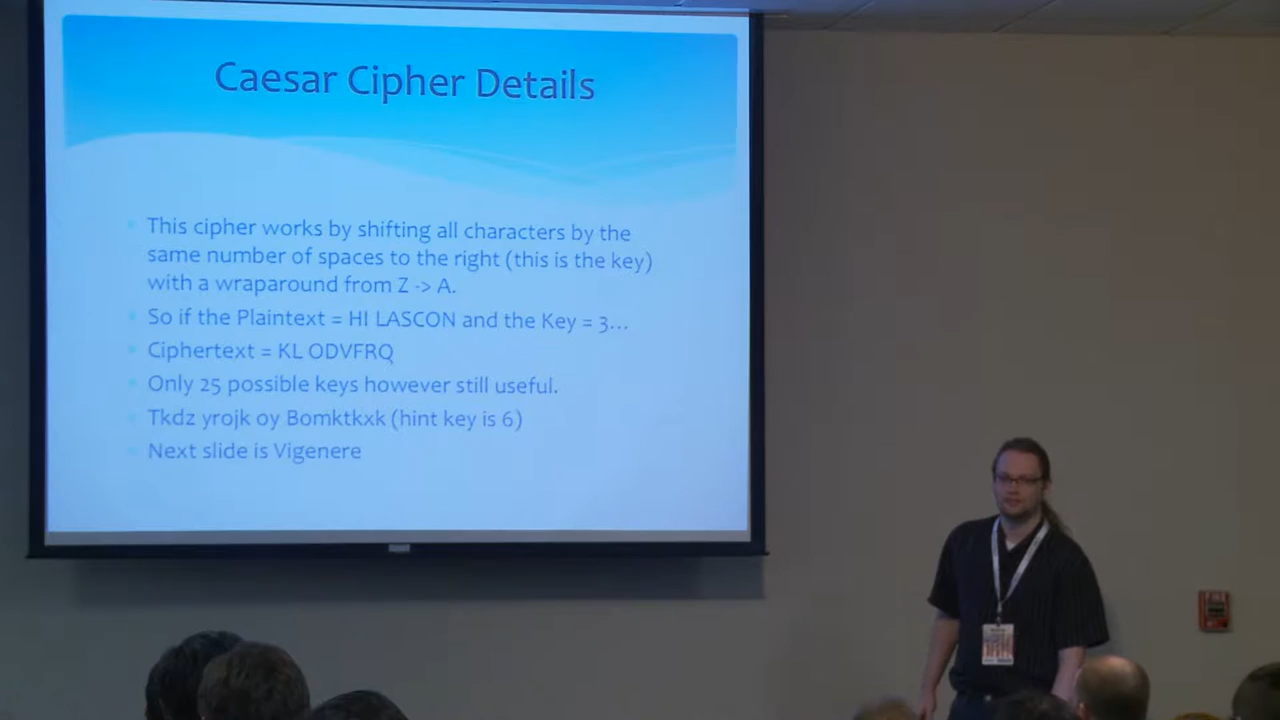 Caesar Cipher Details
This cipher works by shifting all characters by the
same number of spaces to the right (this is the key)
with a wraparound from Z -> A.
So if the Plaintext = HI LASCON and the Key = 3...
Ciphertext = KL ODVFRQ
Only 25 possible keys however still useful.
Tkdz yrojk oy Bomktkxk (hint key is 6)
Next slide is Vigenere